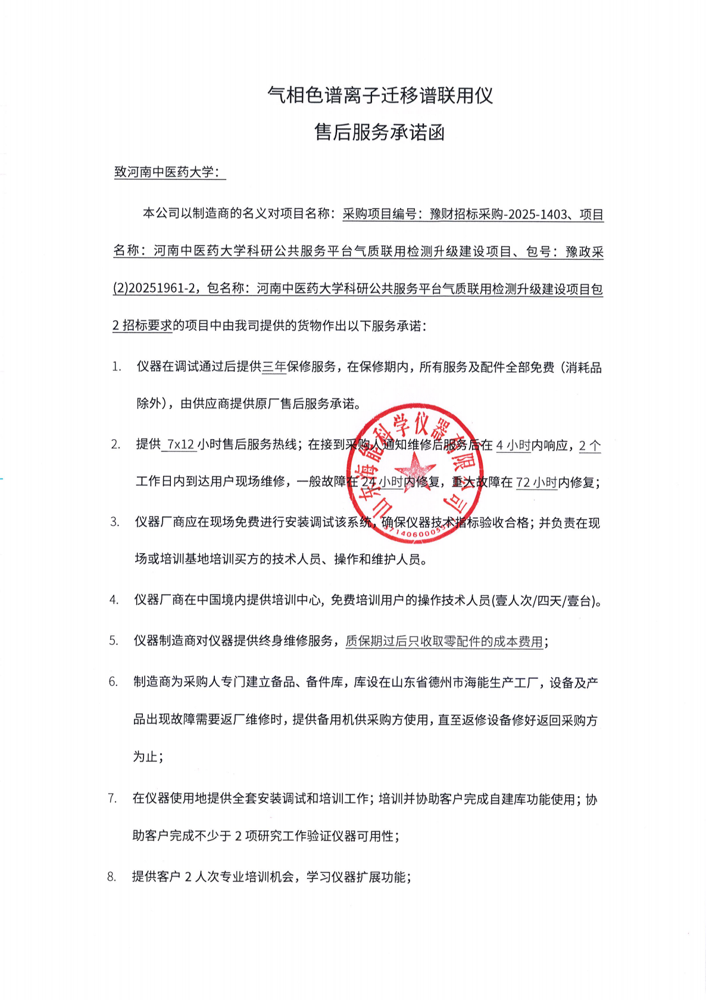 气相色谱离子迁移谱联用仪
售后服务承诺函
致河南中医药大学：
本公司以制造商的名义对项目名称：采购项目编号：豫财招标采购-2025-1403、项目
名称：河南中医药大学科研公共服务平台气质联用检测升级建设项目、包号：豫政采
(2)20251961-2，包名称：河南中医药大学科研公共服务平台气质联用检测升级建设项目包
2 招标要求的项目中由我司提供的货物作出以下服务承诺：
1. 仪器在调试通过后提供三年保修服务，在保修期内，所有服务及配件全部免费（消耗品
除外），由供应商提供原厂售后服务承诺。
2. 提供 7x12 小时售后服务热线；在接到采购人通知维修后服务后在 4 小时内响应，2 个
工作日内到达用户现场维修，一般故障在 24 小时内修复，重大故障在 72 小时内修复；
3. 仪器厂商应在现场免费进行安装调试该系统，确保仪器技术指标验收合格；并负责在现
场或培训基地培训买方的技术人员、操作和维护人员。
4. 仪器厂商在中国境内提供培训中心, 免费培训用户的操作技术人员(壹人次/四天/壹台)。
5. 仪器制造商对仪器提供终身维修服务，质保期过后只收取零配件的成本费用；
6. 制造商为采购人专门建立备品、备件库，库设在山东省德州市海能生产工厂，设备及产
品出现故障需要返厂维修时，提供备用机供采购方使用，直至返修设备修好返回采购方
为止；
7. 在仪器使用地提供全套安装调试和培训工作；培训并协助客户完成自建库功能使用；协
助客户完成不少于 2 项研究工作验证仪器可用性；
8. 提供客户 2 人次专业培训机会，学习仪器扩展功能；
山东海能科学仪器有限公司